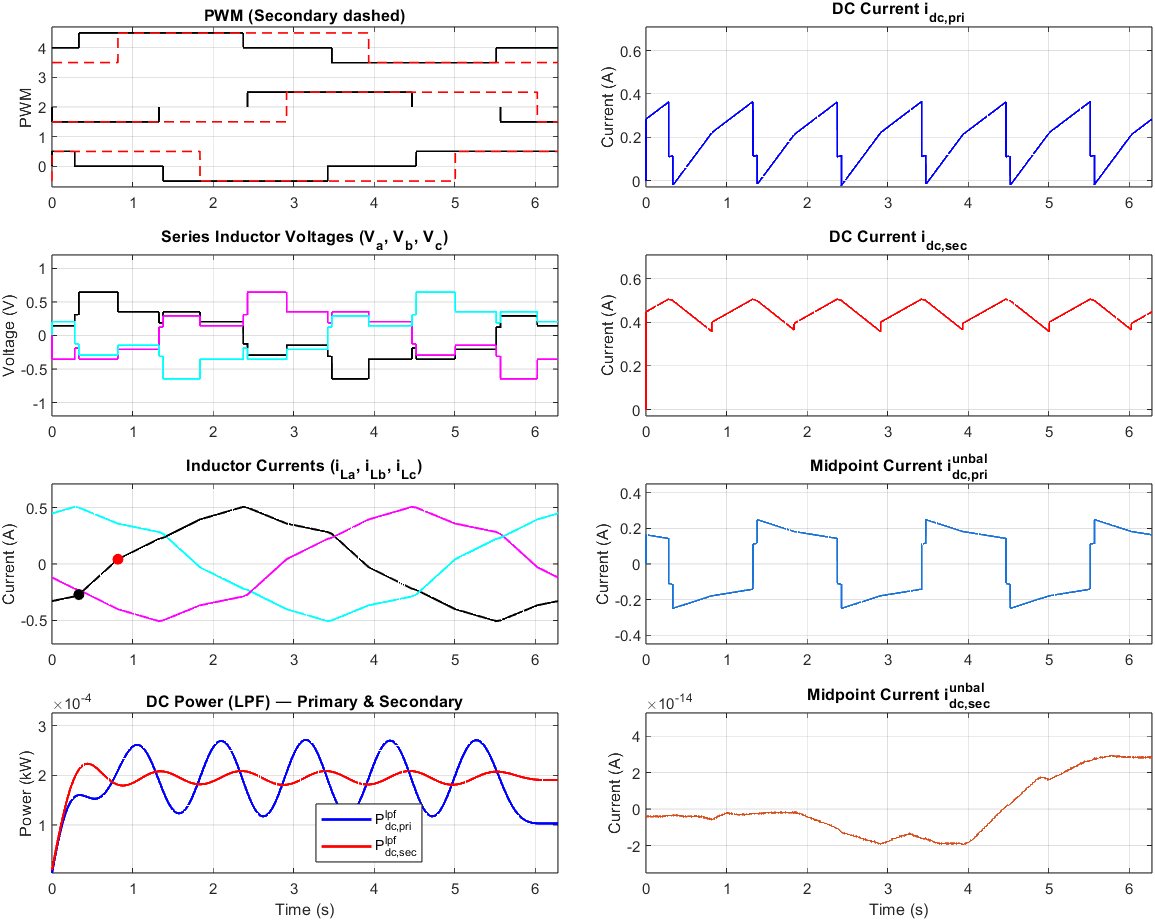 PWM (Secondary dashed)
PWM
4
3
2
1
0
0 1 2 3 4 5 6
DC Current i_dc,pri
Current (A)
0.6
0.4
0.2
0
0 1 2 3 4 5 6
Series Inductor Voltages (V_a, V_b, V_c)
Voltage (V)
1
0.5
0
-0.5
-1
0 1 2 3 4 5 6
DC Current i_dc,sec
Current (A)
0.6
0.4
0.2
0
0 1 2 3 4 5 6
Inductor Currents (i_La, i_Lb, i_Lc)
Current (A)
0.5
0
-0.5
0 1 2 3 4 5 6
Midpoint Current i_dc,pri^unbal
Current (A)
0.4
0.2
0
-0.2
-0.4
0 1 2 3 4 5 6
DC Power (LPF) — Primary & Secondary
×10^-4
Power (kW)
3
2
1
P_dc,pri^lpf
P_dc,sec^lpf
0 1 2 3 4 5 6
Time (s)
Midpoint Current i_dc,sec^unbal
×10^-14
Current (A)
4
2
0
-2
0 1 2 3 4 5 6
Time (s)